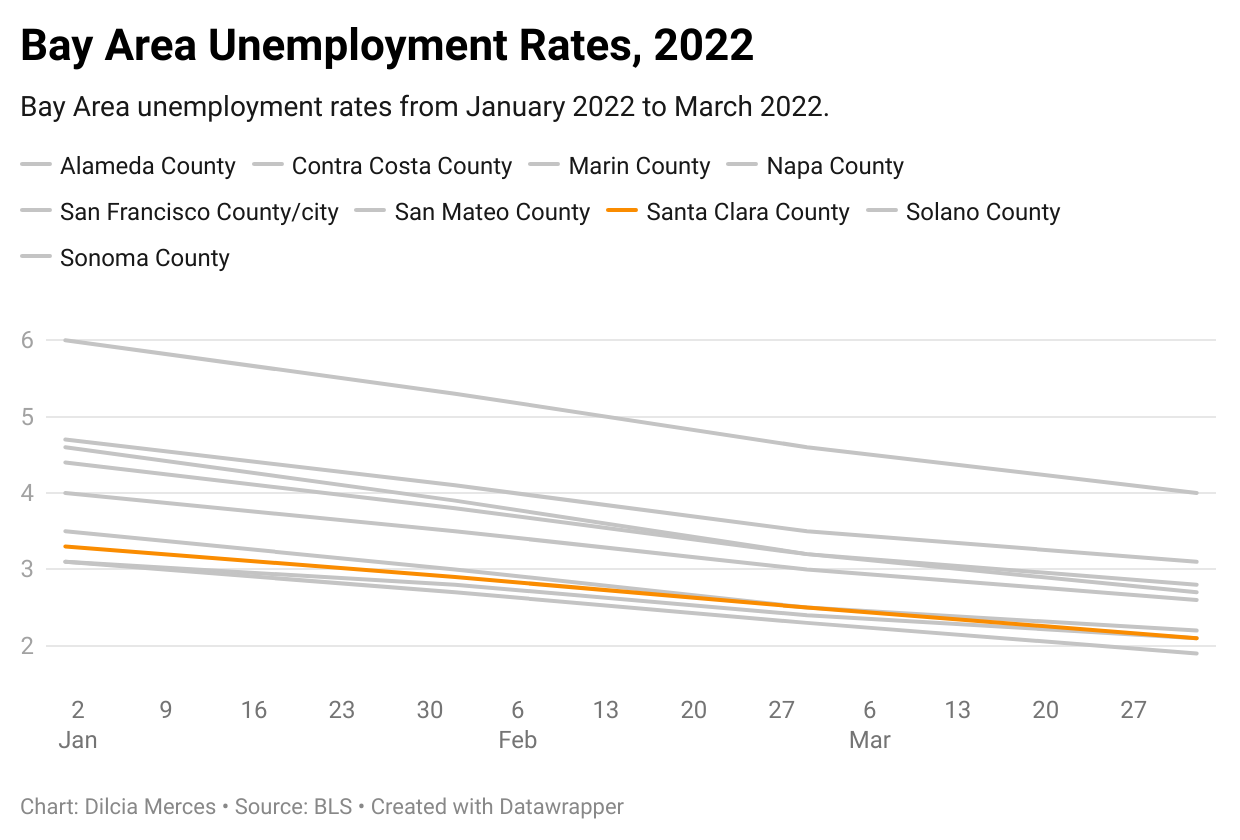 Bay Area Unemployment Rates, 2022
Bay Area unemployment rates from January 2022 to March 2022.
Alameda County Contra Costa County Marin County Napa County
San Francisco County/city San Mateo County Santa Clara County Solano County
Sonoma County
6
5
4
3
2
2 9 16 23 30 6 13 20 27 6 13 20 27
Jan Feb Mar
Chart: Dilcia Merces • Source: BLS • Created with Datawrapper